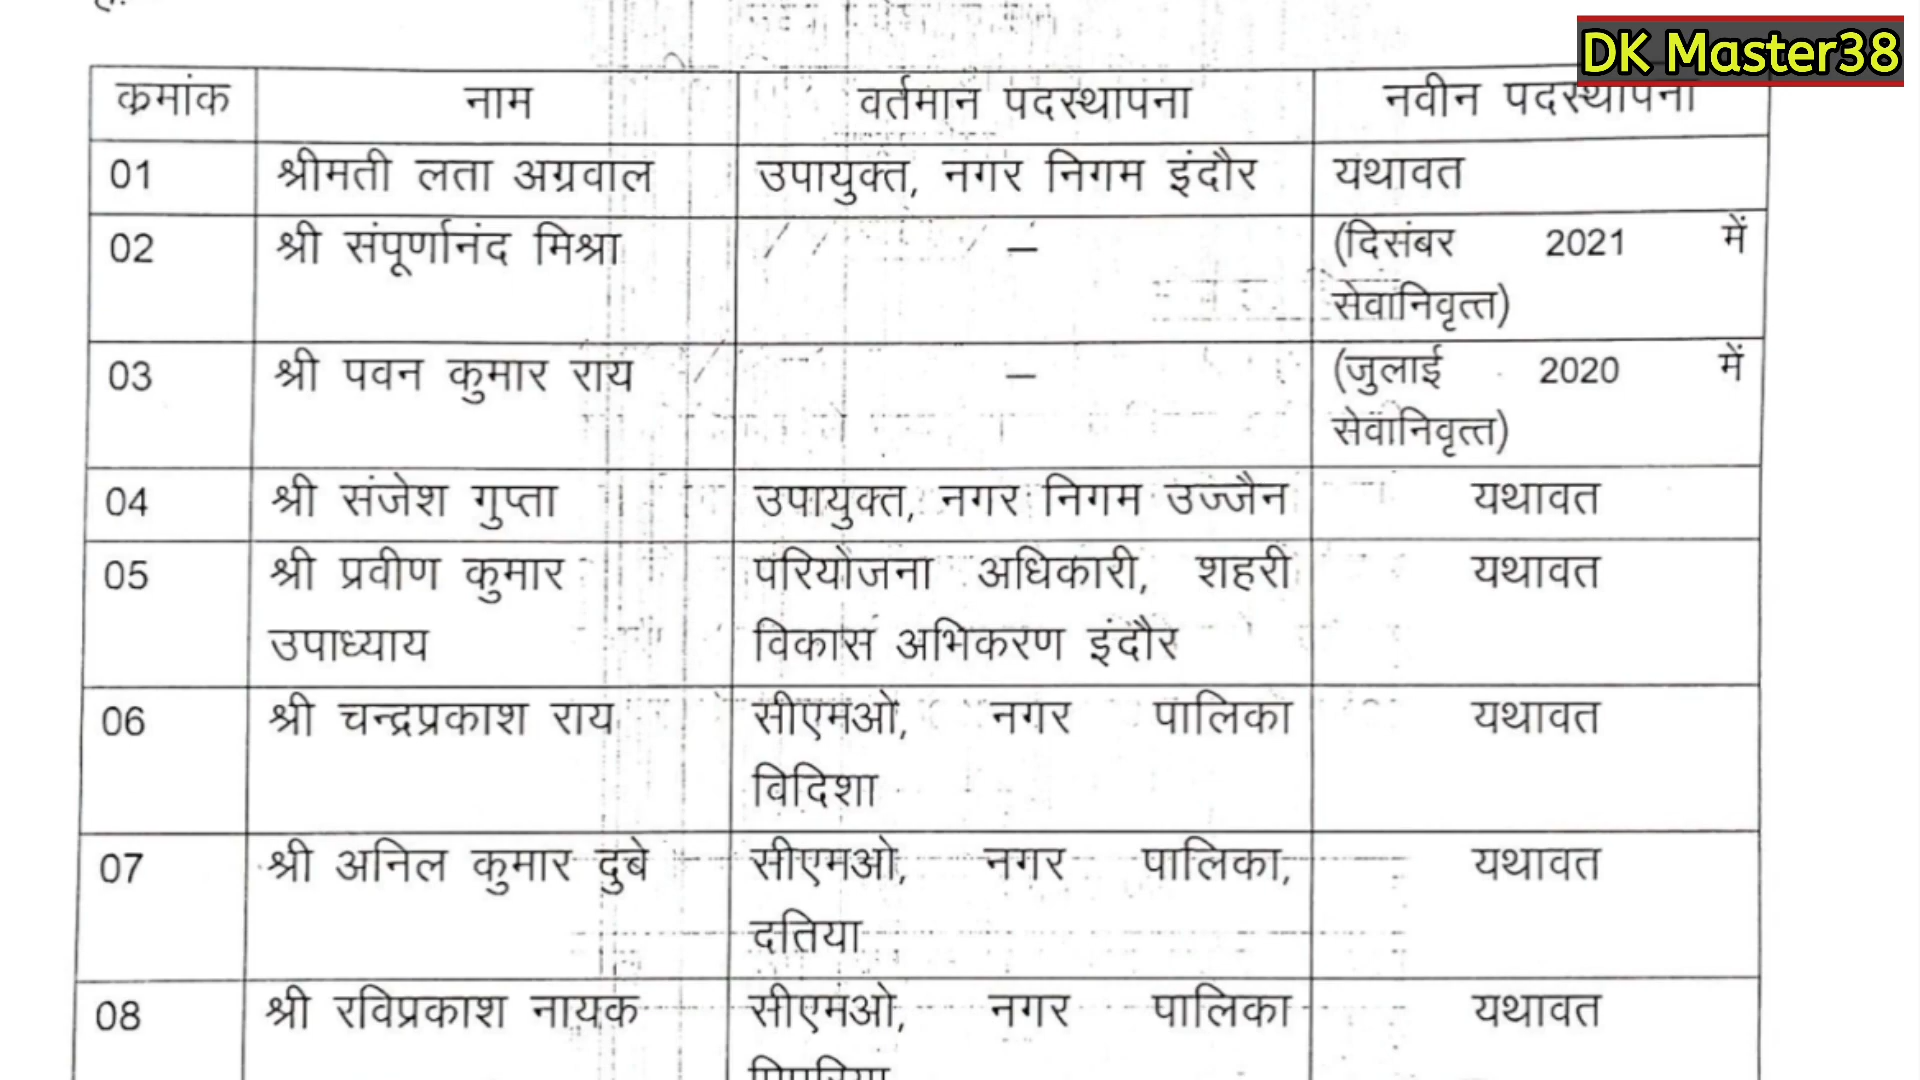 DK Master38
क्रमांक नाम वर्तमान पदस्थापना नवीन पदस्थापना
01 श्रीमती लता अग्रवाल उपायुक्त, नगर निगम इंदौर यथावत
02 श्री संपूर्णानंद मिश्रा – (दिसंबर 2021 में
सेवानिवृत्त)
03 श्री पवन कुमार राय – (जुलाई 2020 में
सेवानिवृत्त)
04 श्री संजेश गुप्ता उपायुक्त, नगर निगम उज्जैन यथावत
05 श्री प्रवीण कुमार परियोजना अधिकारी, शहरी यथावत
उपाध्याय विकास अभिकरण इंदौर
06 श्री चन्द्रप्रकाश राय सीएमओ, नगर पालिका यथावत
विदिशा
07 श्री अनिल कुमार दुबे सीएमओ, नगर पालिका, यथावत
दतिया
08 श्री रविप्रकाश नायक सीएमओ, नगर पालिका यथावत